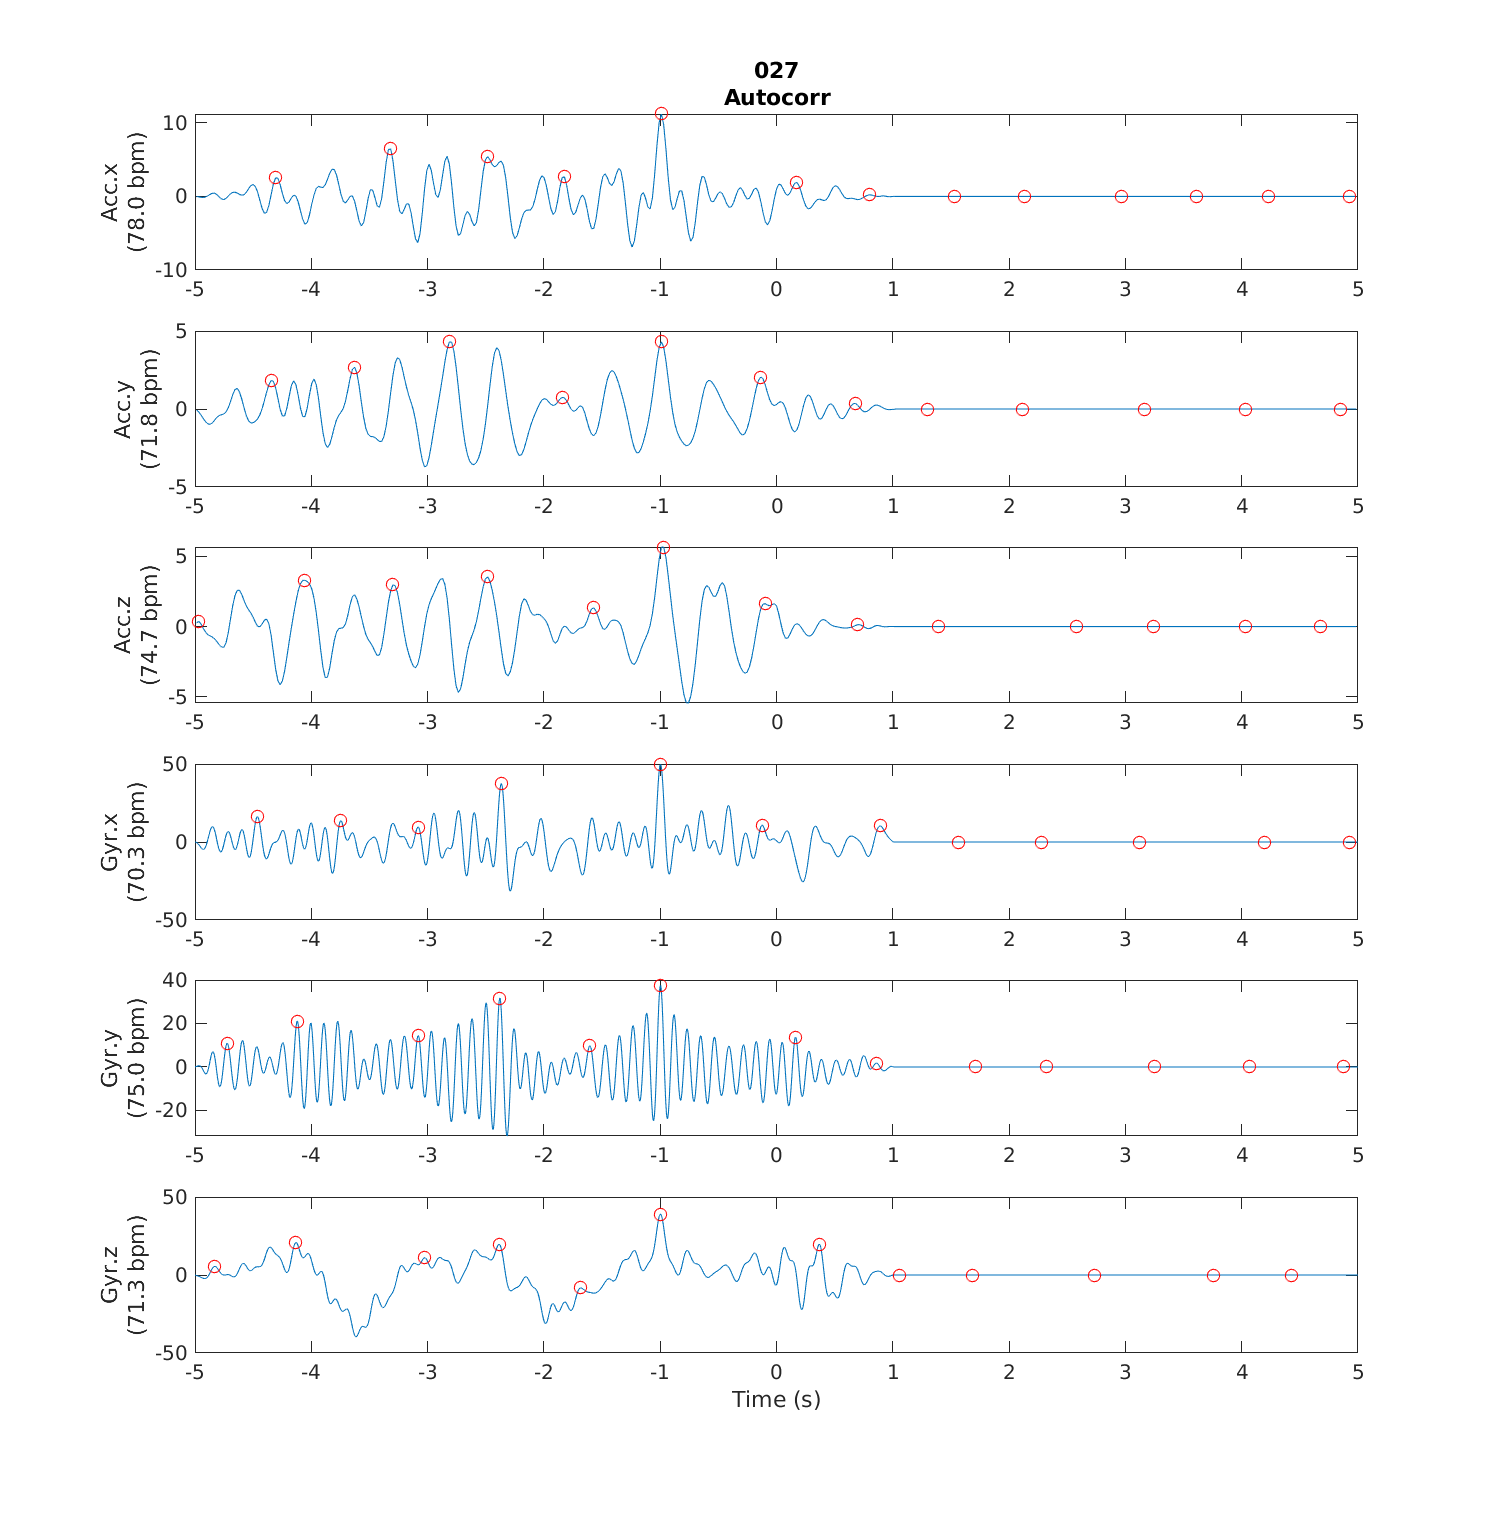 027
Autocorr
Acc.x
(78.0 bpm)
10
0
-10
-5 -4 -3 -2 -1 0 1 2 3 4 5
Acc.y
(71.8 bpm)
5
0
-5
-5 -4 -3 -2 -1 0 1 2 3 4 5
Acc.z
(74.7 bpm)
5
0
-5
-5 -4 -3 -2 -1 0 1 2 3 4 5
Gyr.x
(70.3 bpm)
50
0
-50
-5 -4 -3 -2 -1 0 1 2 3 4 5
Gyr.y
(75.0 bpm)
40
20
0
-20
-5 -4 -3 -2 -1 0 1 2 3 4 5
Gyr.z
(71.3 bpm)
50
0
-50
-5 -4 -3 -2 -1 0 1 2 3 4 5
Time (s)